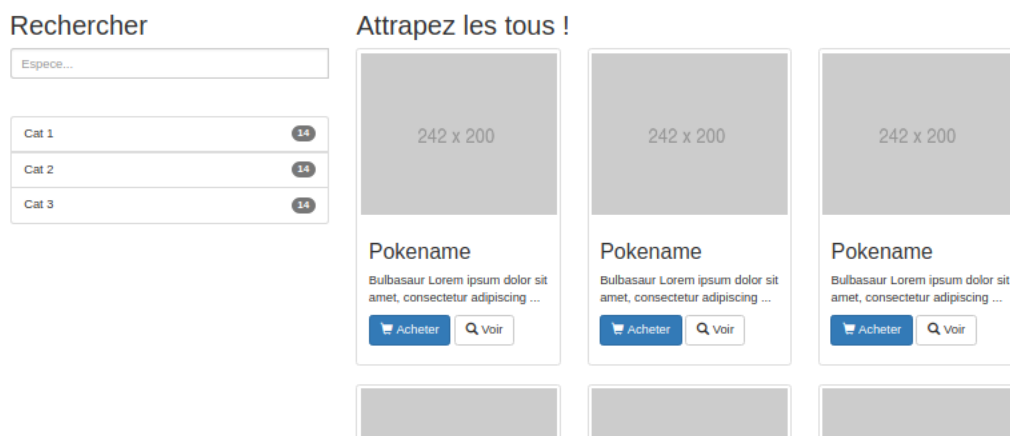 Rechercher
Espece...
Cat 1 14
Cat 2 14
Cat 3 14
Attrapez les tous !
242 x 200
Pokename
Bulbasaur Lorem ipsum dolor sit
amet, consectetur adipiscing ...
Acheter Voir
242 x 200
Pokename
Bulbasaur Lorem ipsum dolor sit
amet, consectetur adipiscing ...
Acheter Voir
242 x 200
Pokename
Bulbasaur Lorem ipsum dolor sit
amet, consectetur adipiscing ...
Acheter Voir